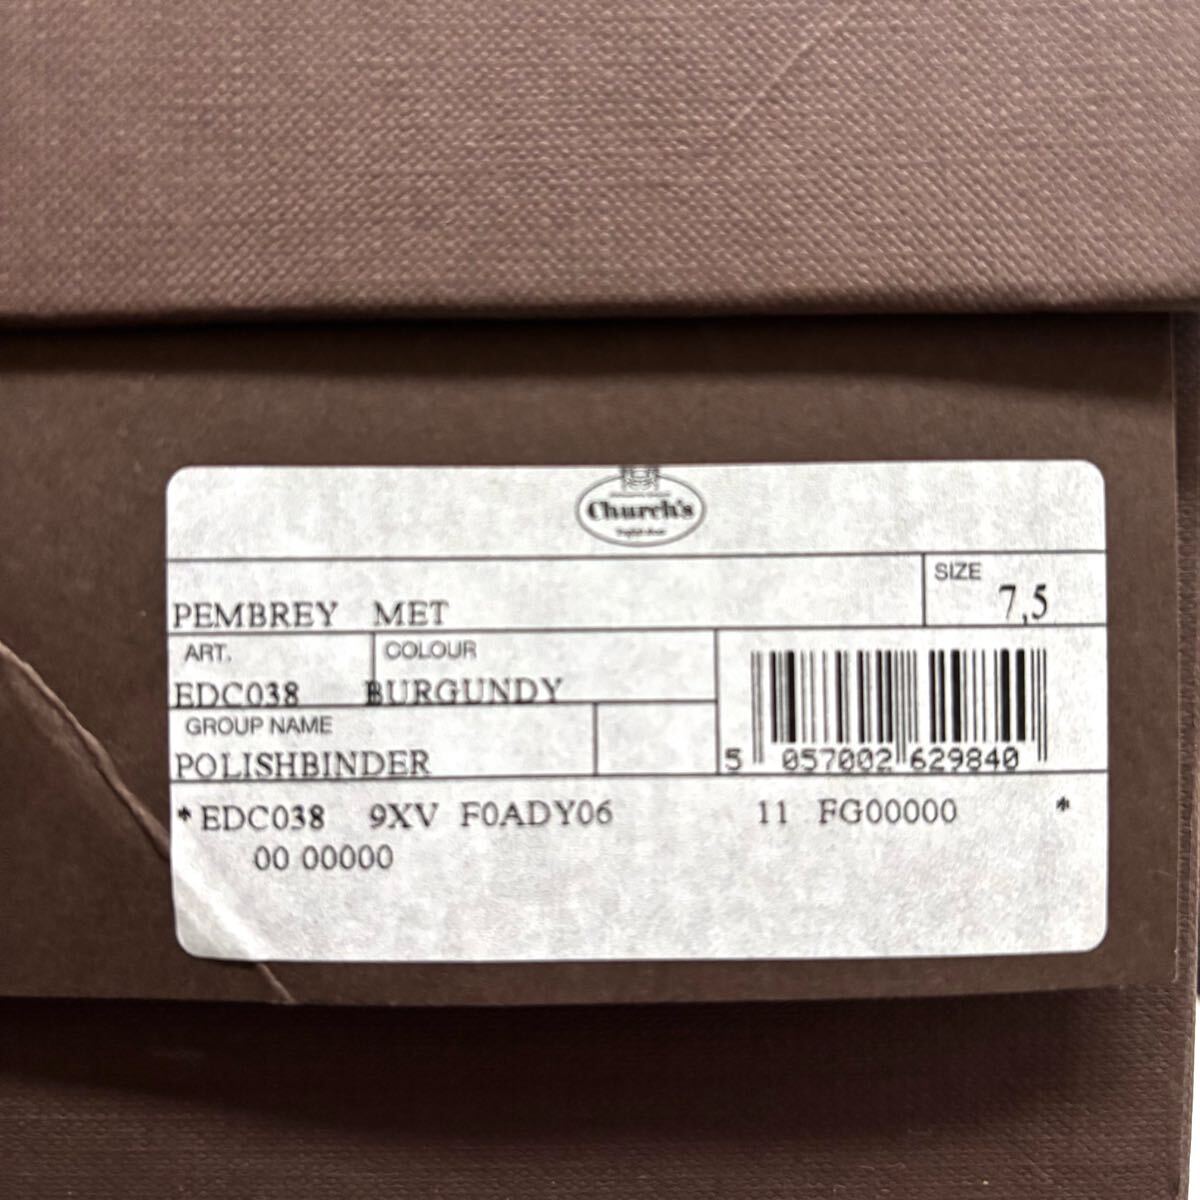 Church's
PEMBREY MET
SIZE
7,5
ART.
COLOUR
EDC038 BURGUNDY
GROUP NAME
POLISHBINDER
5 057002 629840
* EDC038 9XV F0ADY06 11 FG00000 *
00 00000